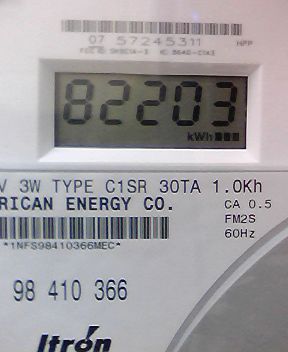 07 57245311 HPP
82203
kWh
V 3W TYPE C1SR 30TA 1.0Kh
RICAN ENERGY CO. CA 0.5
FM2S
60Hz
*1NFS98410366MEC*
98 410 366
Itron